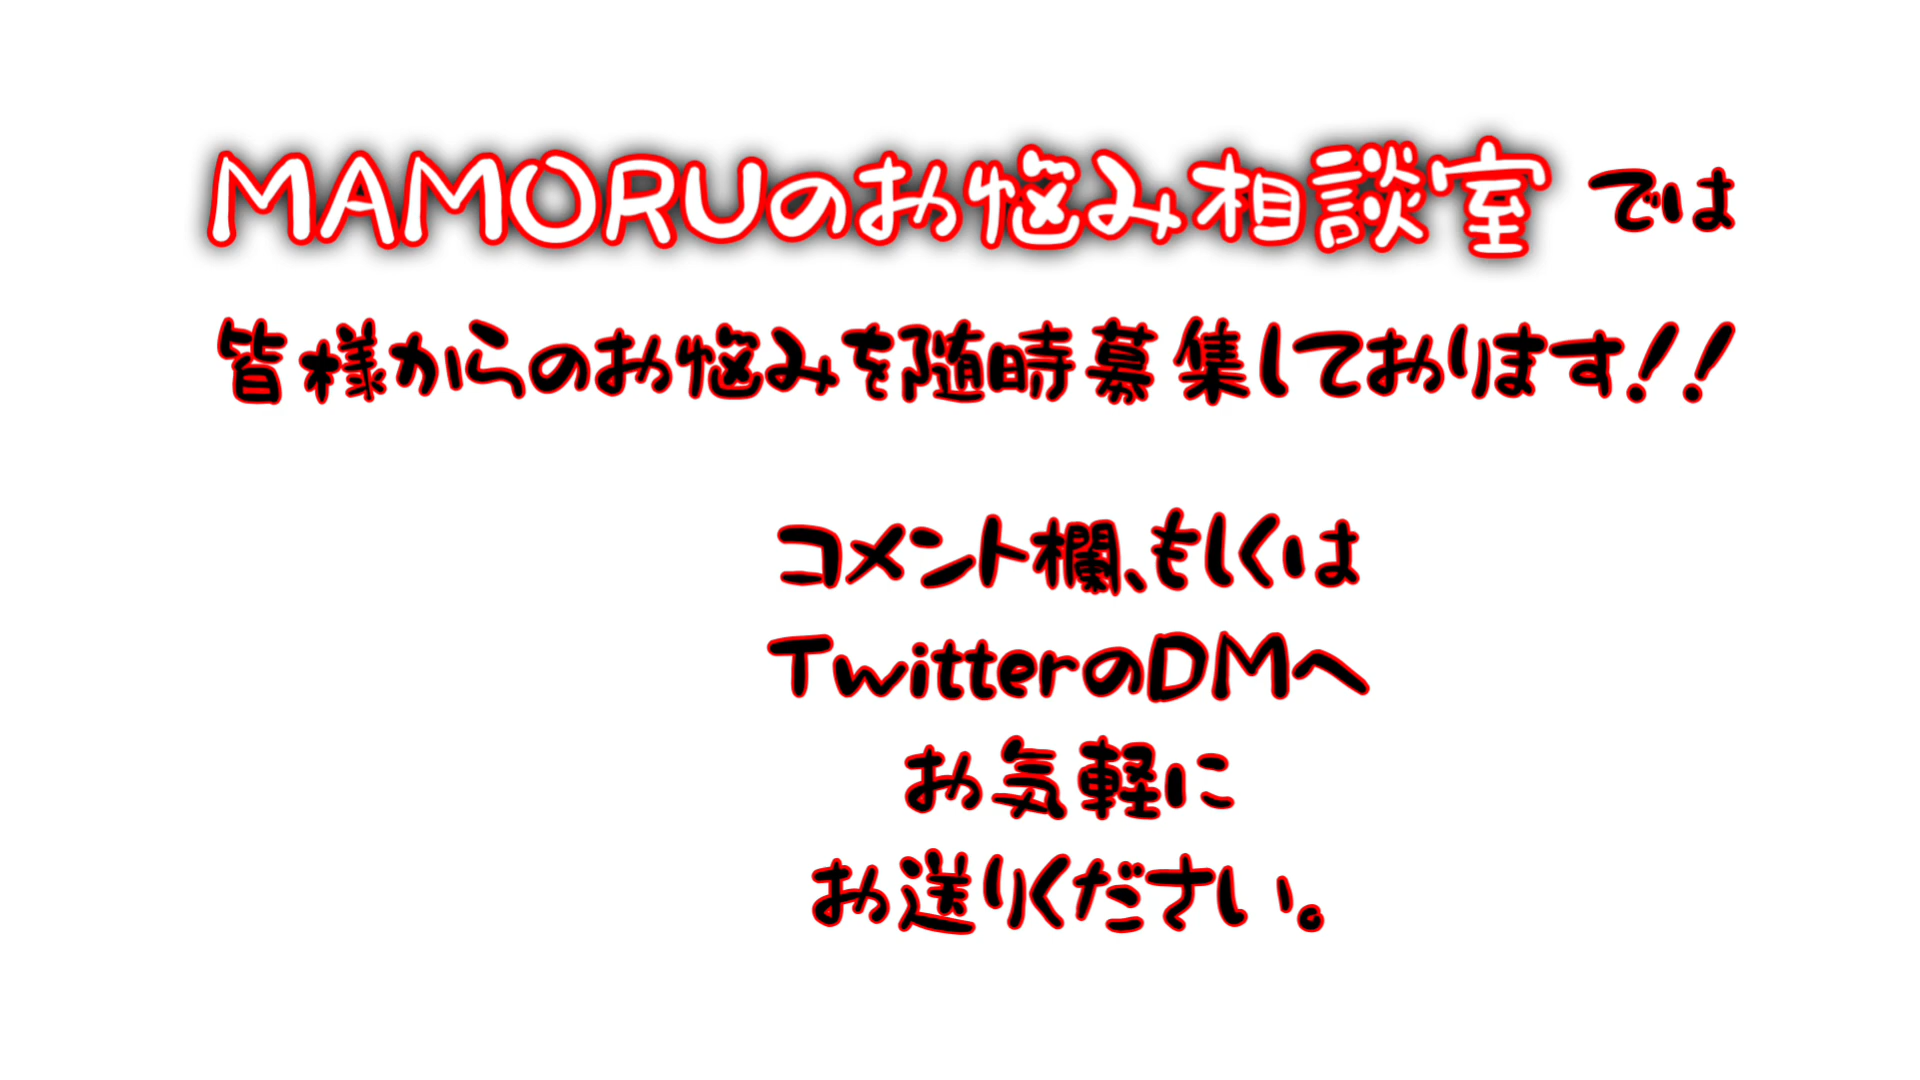 MAMORUのお悩み相談室では
皆様からのお悩みを随時募集しております！！
コメント欄、もしくは
TwitterのDMへ
お気軽に
お送りください。